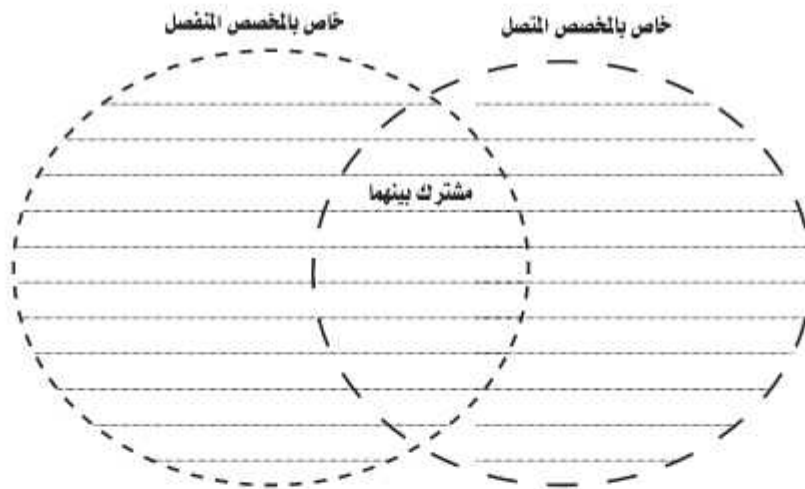 خاص بالمخصص المتصل
خاص بالمخصص المنفصل
مشترك بينهما